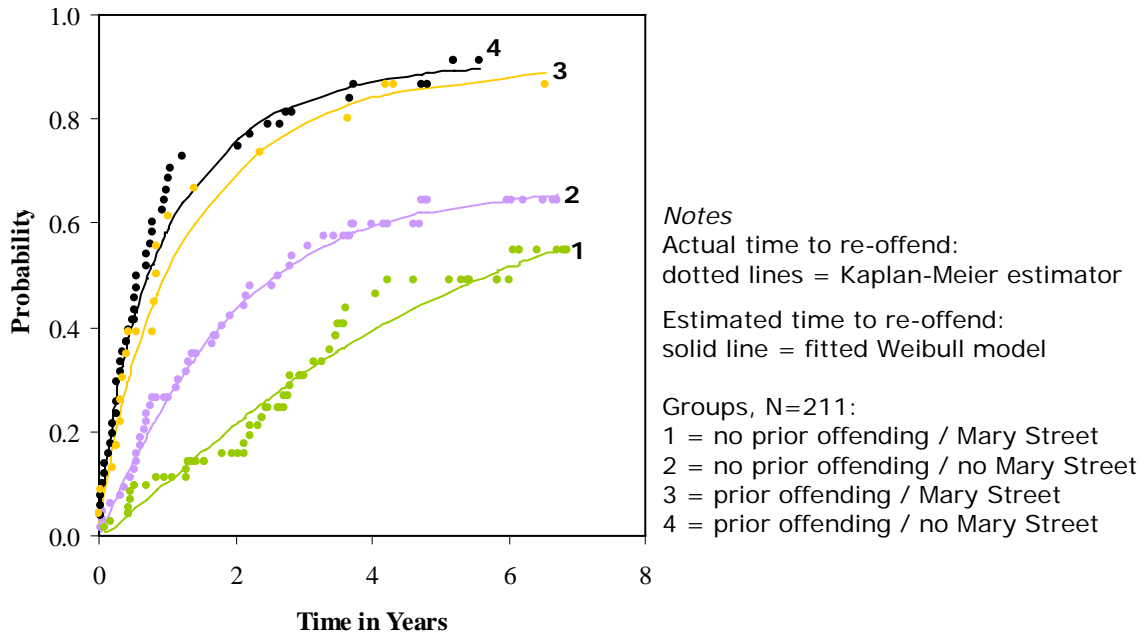 1.0
0.8
0.6
0.4
0.2
0.0
Probability
0
2
4
6
8
Time in Years
4
3
2
1
Notes
Actual time to re-offend:
dotted lines = Kaplan-Meier estimator
Estimated time to re-offend:
solid line = fitted Weibull model
Groups, N=211:
1 = no prior offending / Mary Street
2 = no prior offending / no Mary Street
3 = prior offending / Mary Street
4 = prior offending / no Mary Street